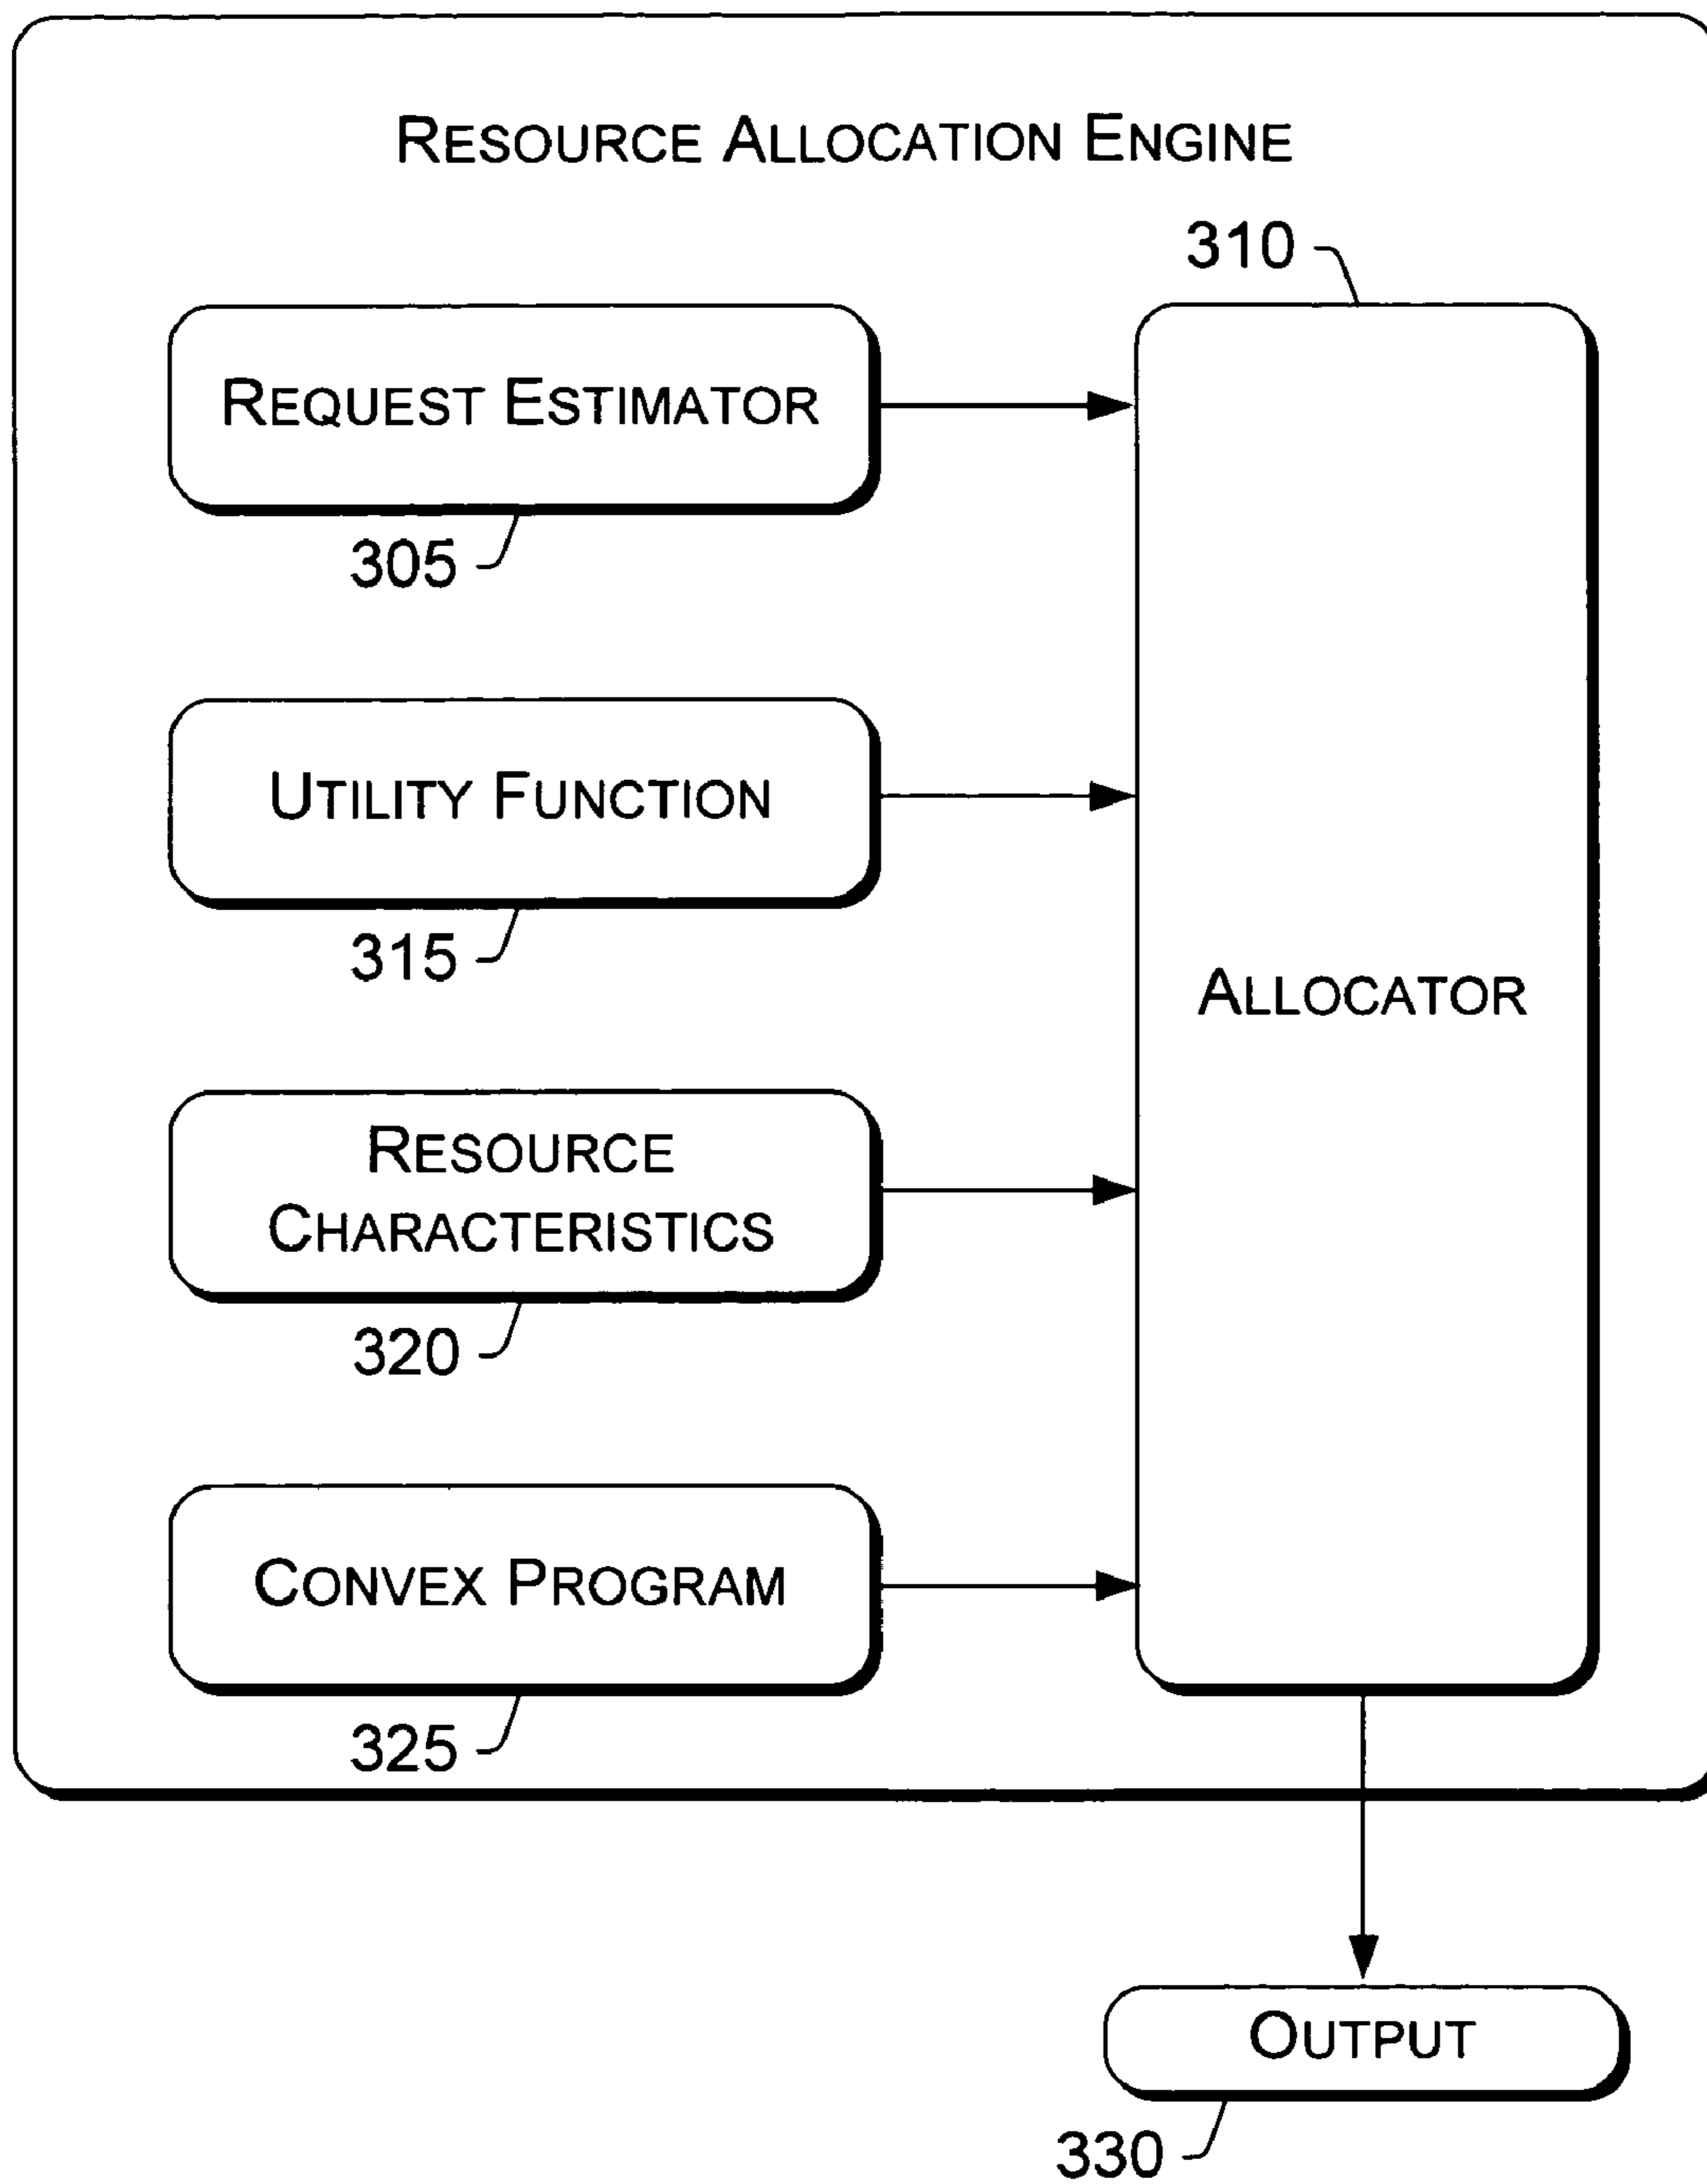 RESOURCE ALLOCATION ENGINE
310
REQUEST ESTIMATOR
305
UTILITY FUNCTION
315
ALLOCATOR
RESOURCE
CHARACTERISTICS
320
CONVEX PROGRAM
325
OUTPUT
330